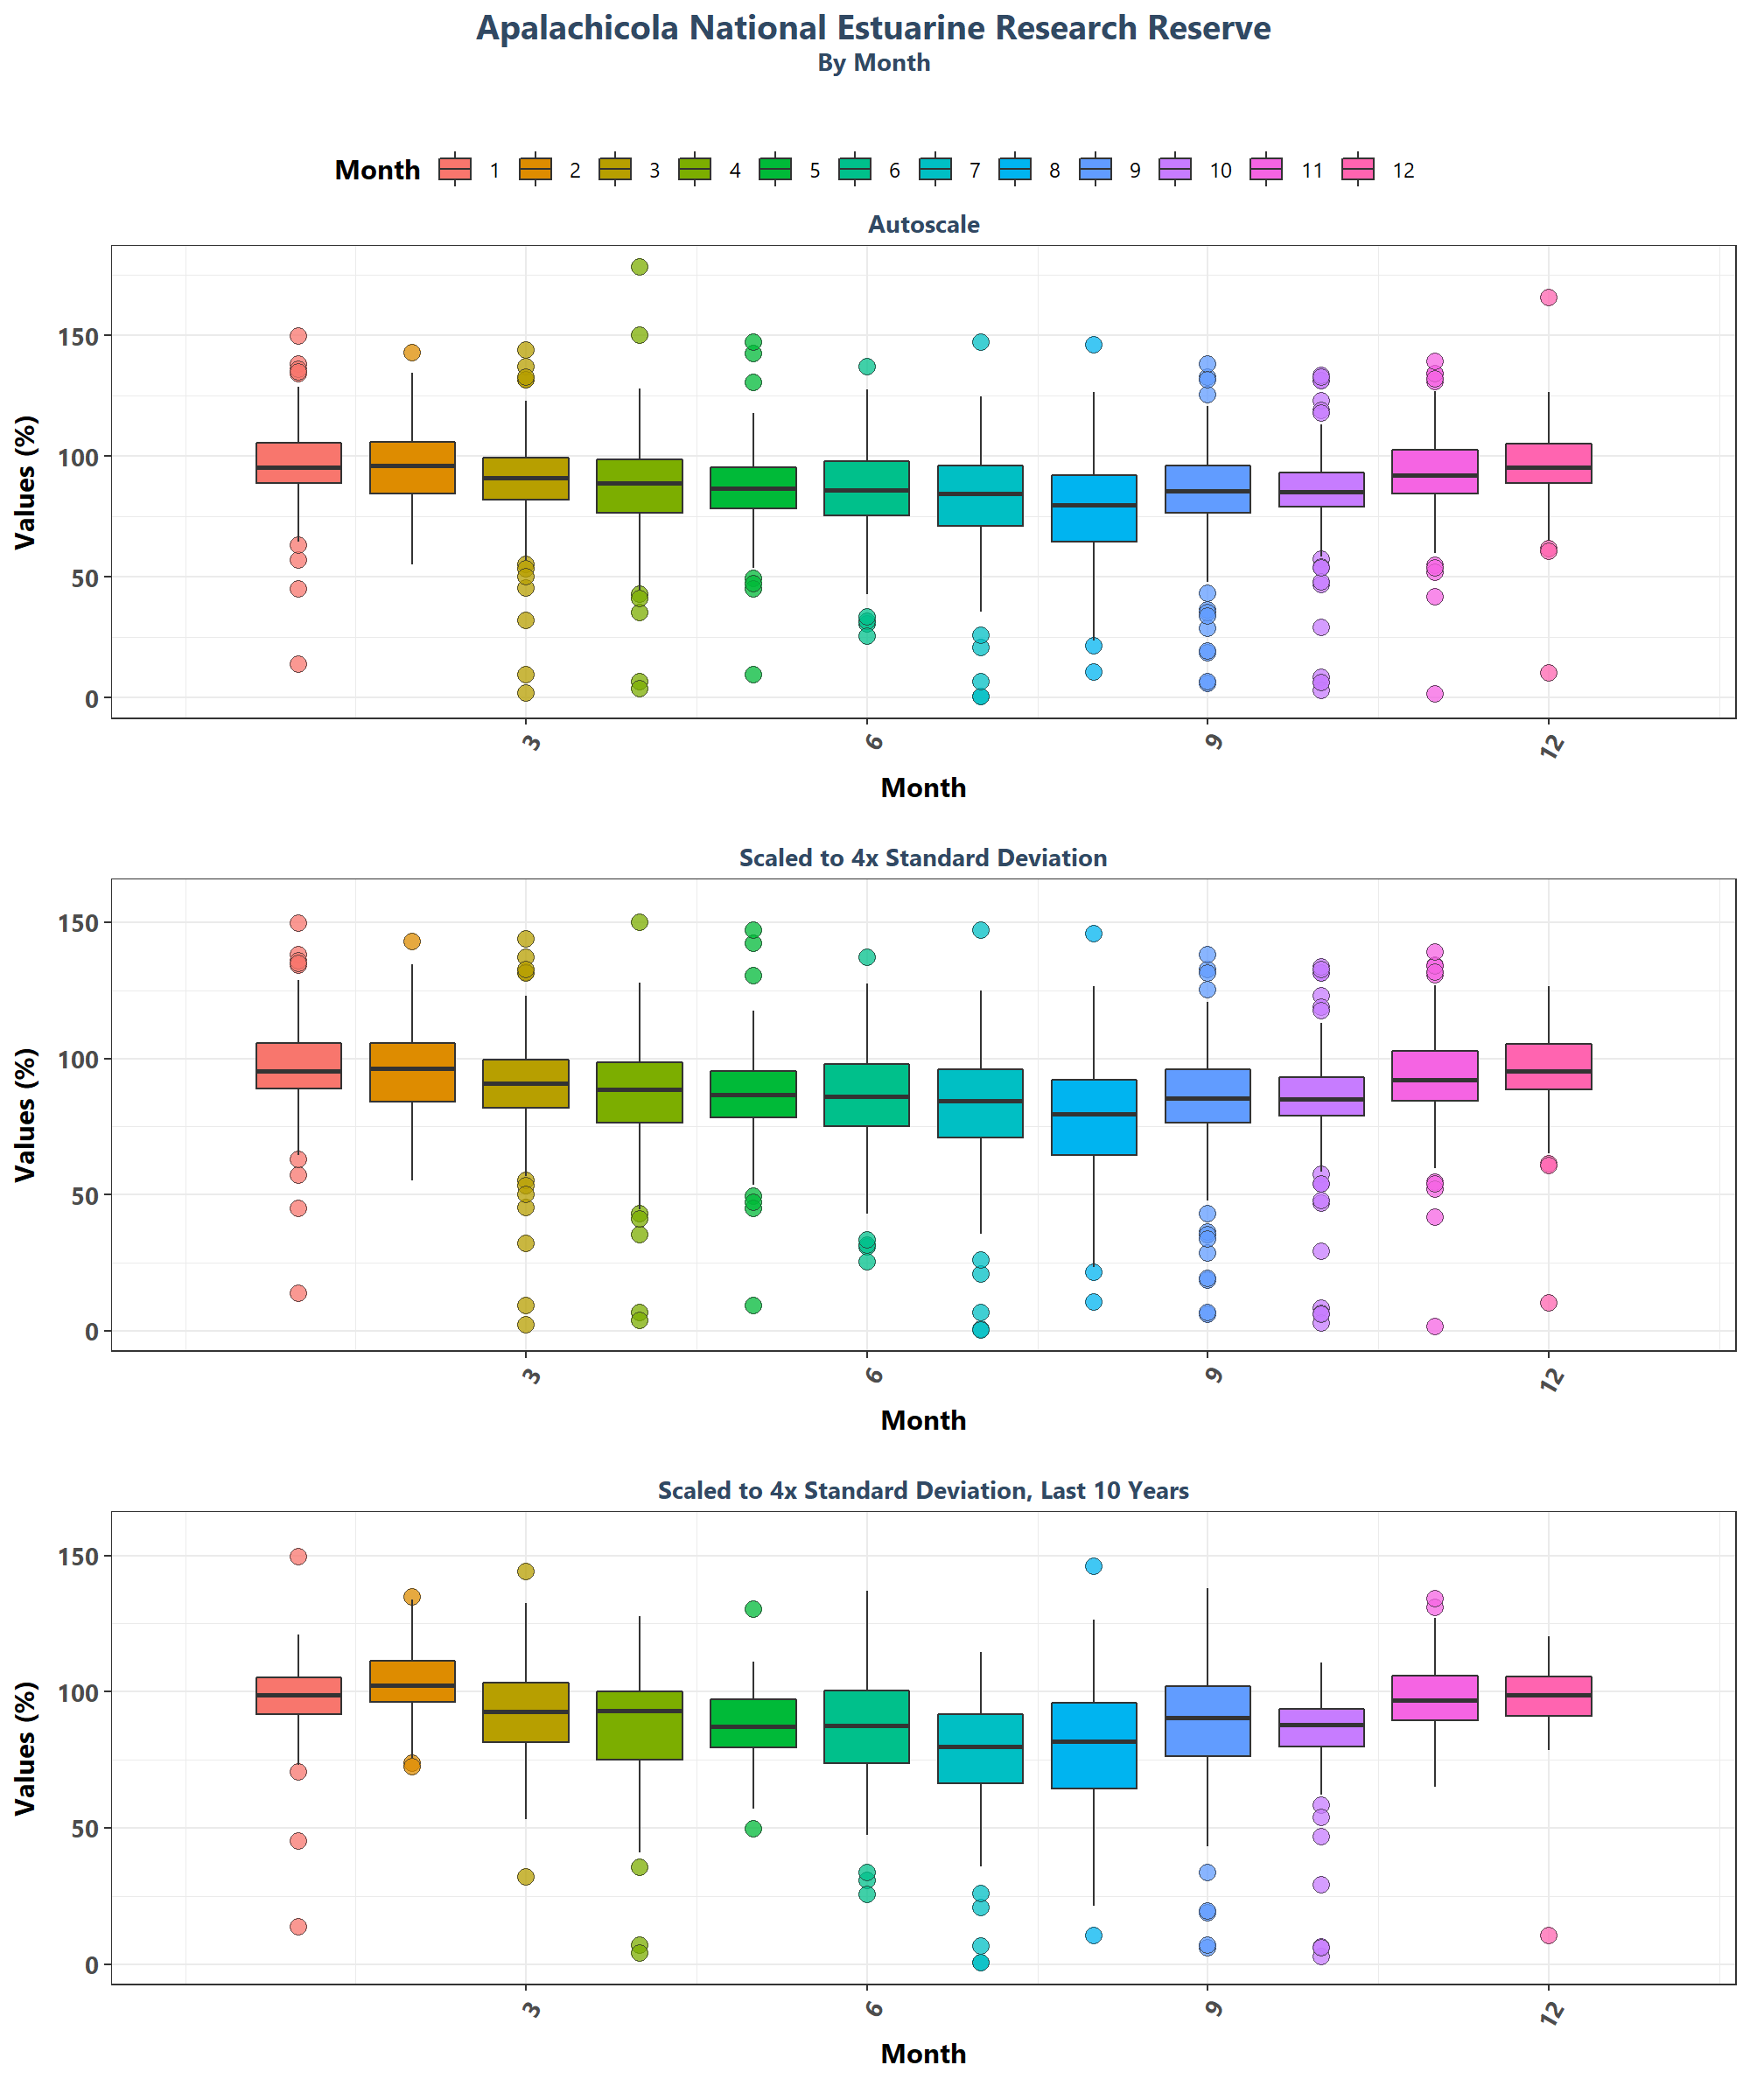 Apalachicola National Estuarine Research Reserve
By Month
Month 1 2 3 4 5 6 7 8 9 10 11 12
Autoscale
Values (%)
150
100
50
0
3 6 9 12
Month
Scaled to 4x Standard Deviation
Values (%)
150
100
50
0
3 6 9 12
Month
Scaled to 4x Standard Deviation, Last 10 Years
Values (%)
150
100
50
0
3 6 9 12
Month